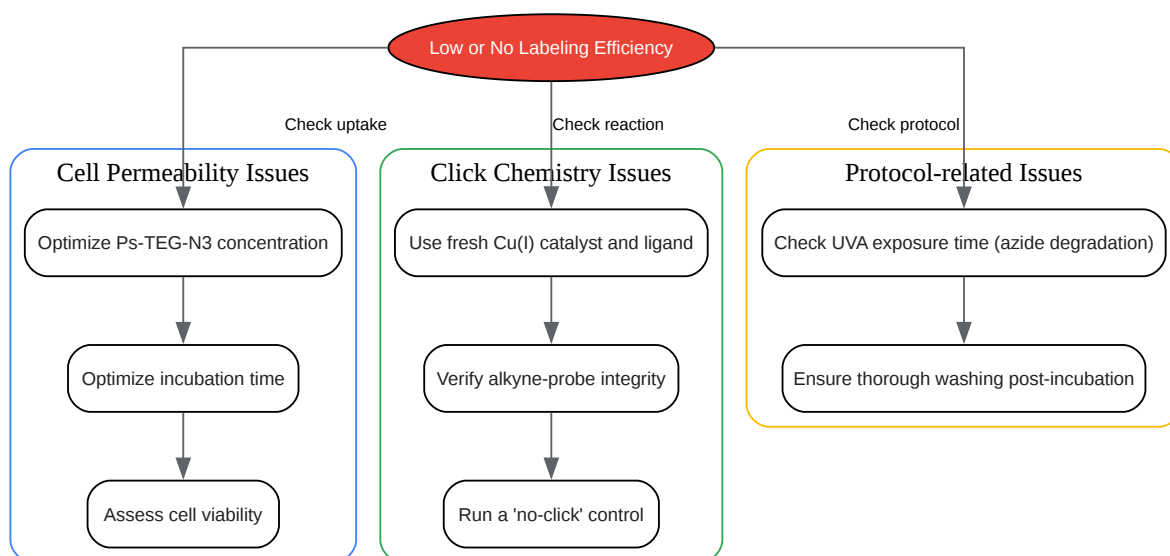 Low or No Labeling Efficiency
Check uptake
Check reaction
Check protocol
Cell Permeability Issues
Optimize Ps-TEG-N3 concentration
Optimize incubation time
Assess cell viability
Click Chemistry Issues
Use fresh Cu(I) catalyst and ligand
Verify alkyne-probe integrity
Run a 'no-click' control
Protocol-related Issues
Check UVA exposure time (azide degradation)
Ensure thorough washing post-incubation